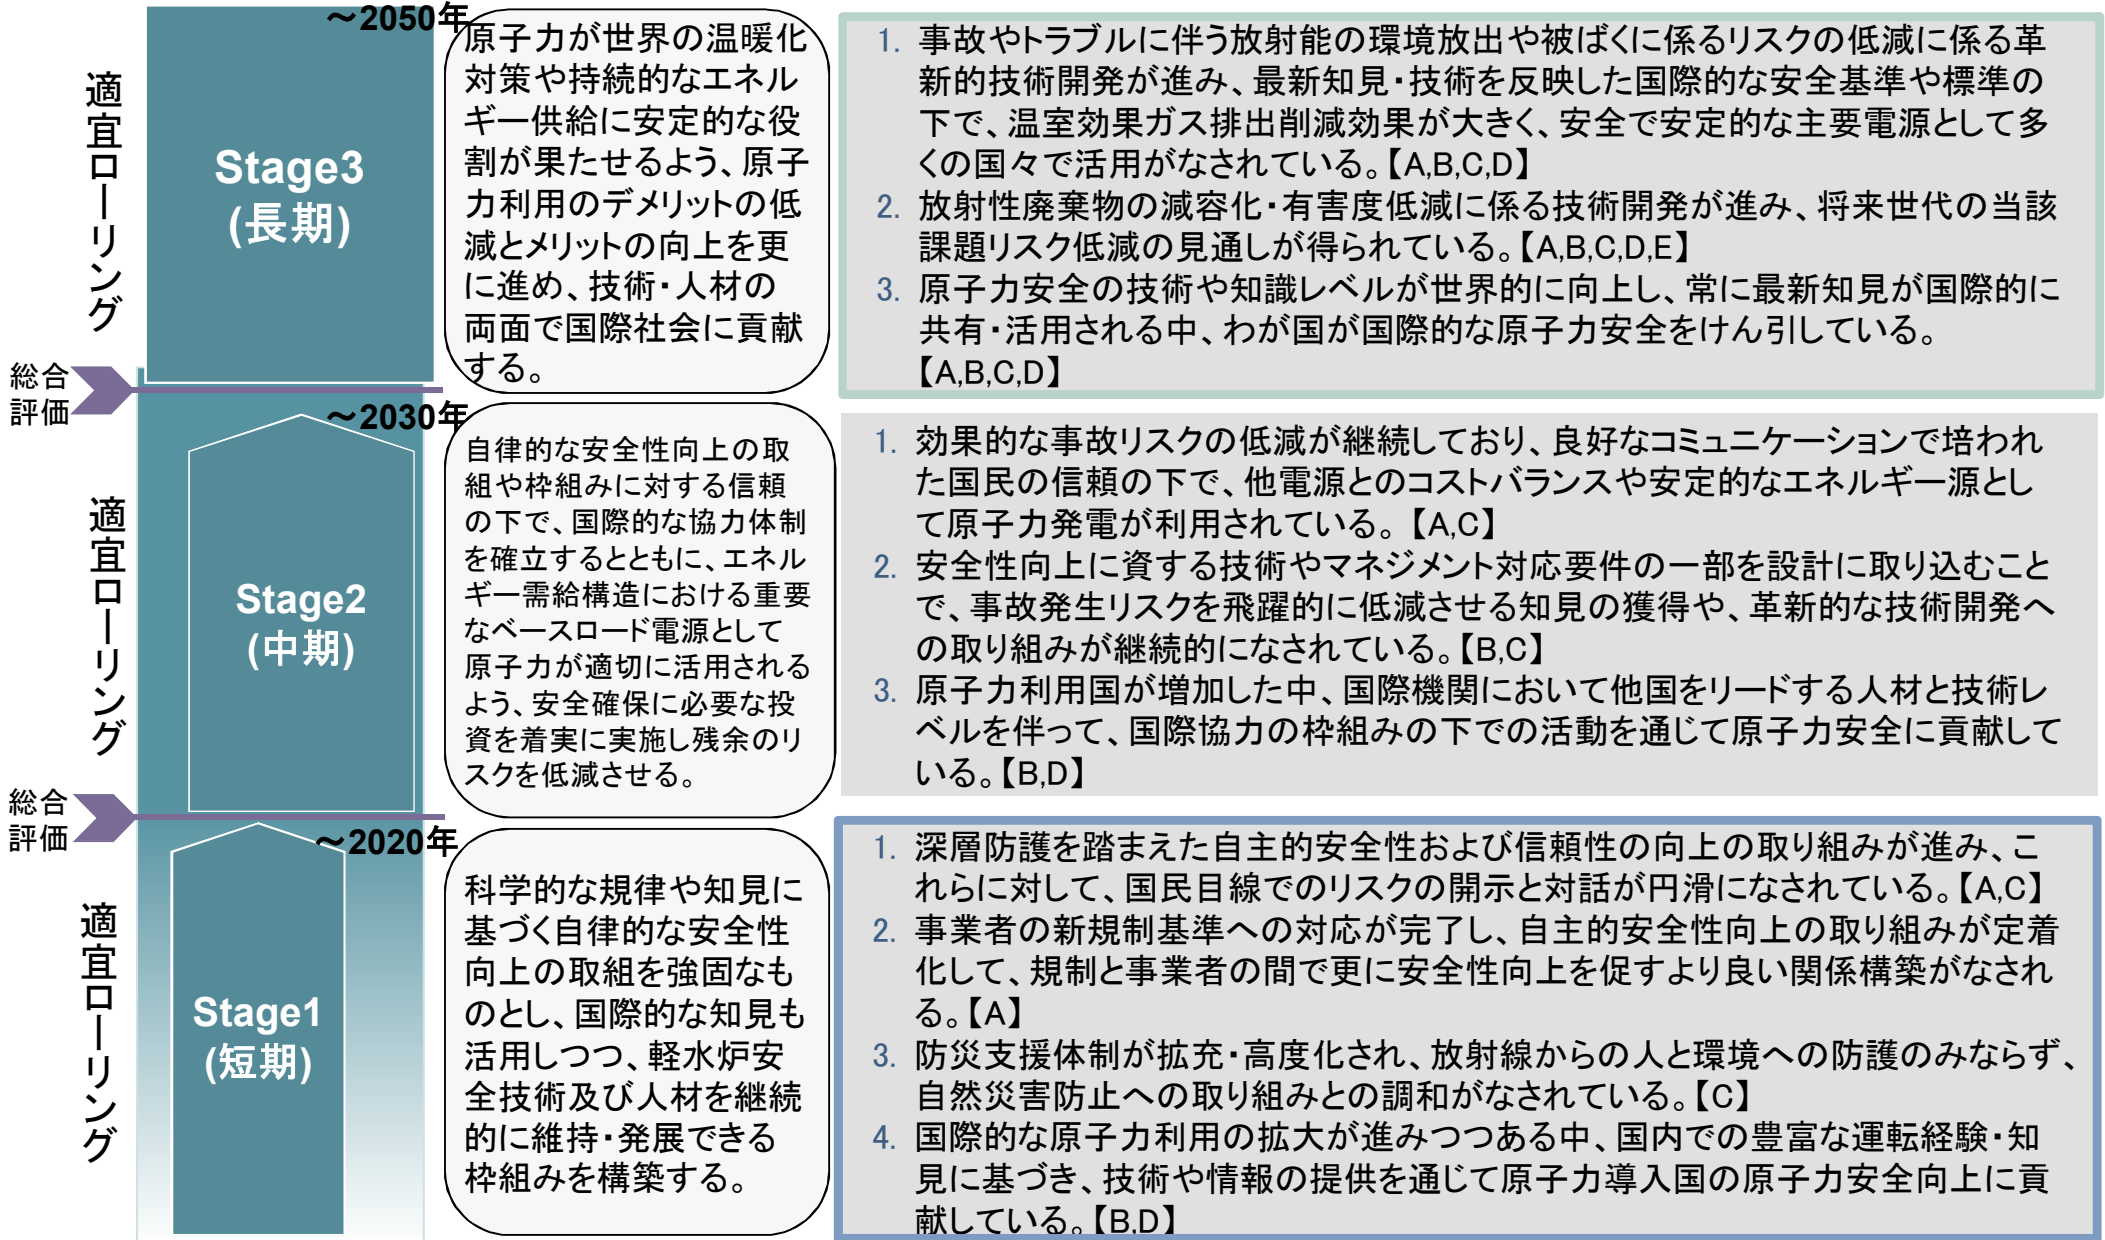 ～2050年
適宜ローリング
Stage3
(長期)
原子力が世界の温暖化
対策や持続的なエネル
ギー供給に安定的な役
割が果たせるよう、原子
力利用のデメリットの低
減とメリットの向上を更
に進め、技術・人材の
両面で国際社会に貢献
する。
1. 事故やトラブルに伴う放射能の環境放出や被ばくに係るリスクの低減に係る革
新的技術開発が進み、最新知見・技術を反映した国際的な安全基準や標準の
下で、温室効果ガス排出削減効果が大きく、安全で安定的な主要電源として多
くの国々で活用がなされている。【A,B,C,D】
2. 放射性廃棄物の減容化・有害度低減に係る技術開発が進み、将来世代の当該
課題リスク低減の見通しが得られている。【A,B,C,D,E】
3. 原子力安全の技術や知識レベルが世界的に向上し、常に最新知見が国際的に
共有・活用される中、わが国が国際的な原子力安全をけん引している。
【A,B,C,D】
総合
評価
～2030年
適宜ローリング
Stage2
(中期)
自律的な安全性向上の取
組や枠組みに対する信頼
の下で、国際的な協力体制
を確立するとともに、エネル
ギー需給構造における重要
なベースロード電源として
原子力が適切に活用される
よう、安全確保に必要な投
資を着実に実施し残余のリ
スクを低減させる。
1. 効果的な事故リスクの低減が継続しており、良好なコミュニケーションで培われ
た国民の信頼の下で、他電源とのコストバランスや安定的なエネルギー源とし
て原子力発電が利用されている。【A,C】
2. 安全性向上に資する技術やマネジメント対応要件の一部を設計に取り込むこと
で、事故発生リスクを飛躍的に低減させる知見の獲得や、革新的な技術開発へ
の取り組みが継続的になされている。【B,C】
3. 原子力利用国が増加した中、国際機関において他国をリードする人材と技術レ
ベルを伴って、国際協力の枠組みの下での活動を通じて原子力安全に貢献して
いる。【B,D】
総合
評価
～2020年
適宜ローリング
Stage1
(短期)
科学的な規律や知見に
基づく自律的な安全性
向上の取組を強固なも
のとし、国際的な知見も
活用しつつ、軽水炉安
全技術及び人材を継続
的に維持・発展できる
枠組みを構築する。
1. 深層防護を踏まえた自主的安全性および信頼性の向上の取り組みが進み、こ
れらに対して、国民目線でのリスクの開示と対話が円滑になされている。【A,C】
2. 事業者の新規制基準への対応が完了し、自主的安全性向上の取り組みが定着
化して、規制と事業者の間で更に安全性向上を促すより良い関係構築がなされ
る。【A】
3. 防災支援体制が拡充・高度化され、放射線からの人と環境への防護のみならず、
自然災害防止への取り組みとの調和がなされている。【C】
4. 国際的な原子力利用の拡大が進みつつある中、国内での豊富な運転経験・知
見に基づき、技術や情報の提供を通じて原子力導入国の原子力安全向上に貢
献している。【B,D】